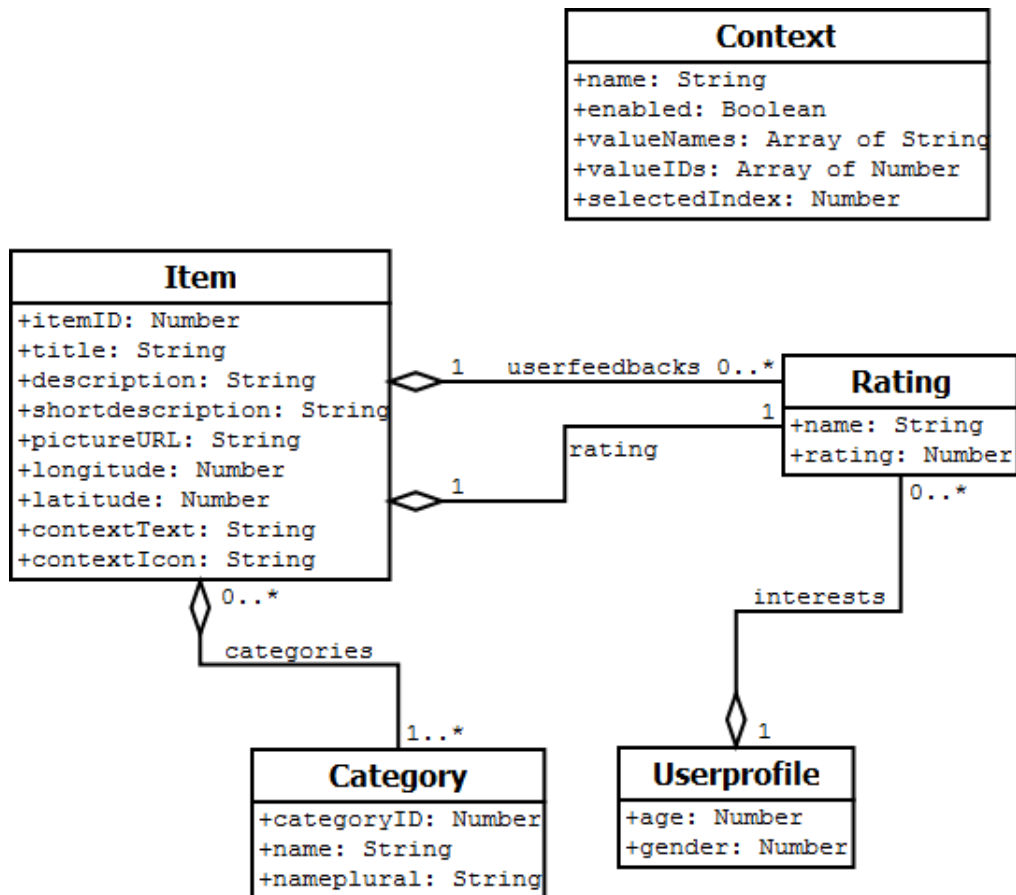 Context
+name: String
+enabled: Boolean
+valueNames: Array of String
+valueIDs: Array of Number
+selectedIndex: Number
Item
+itemID: Number
+title: String
+description: String
+shortdescription: String
+pictureURL: String
+longitude: Number
+latitude: Number
+contextText: String
+contextIcon: String
1 userfeedbacks 0..*
1
rating
1
Rating
+name: String
+rating: Number
0..*
categories
1..*
0..*
interests
1
Category
+categoryID: Number
+name: String
+nameplural: String
Userprofile
+age: Number
+gender: Number